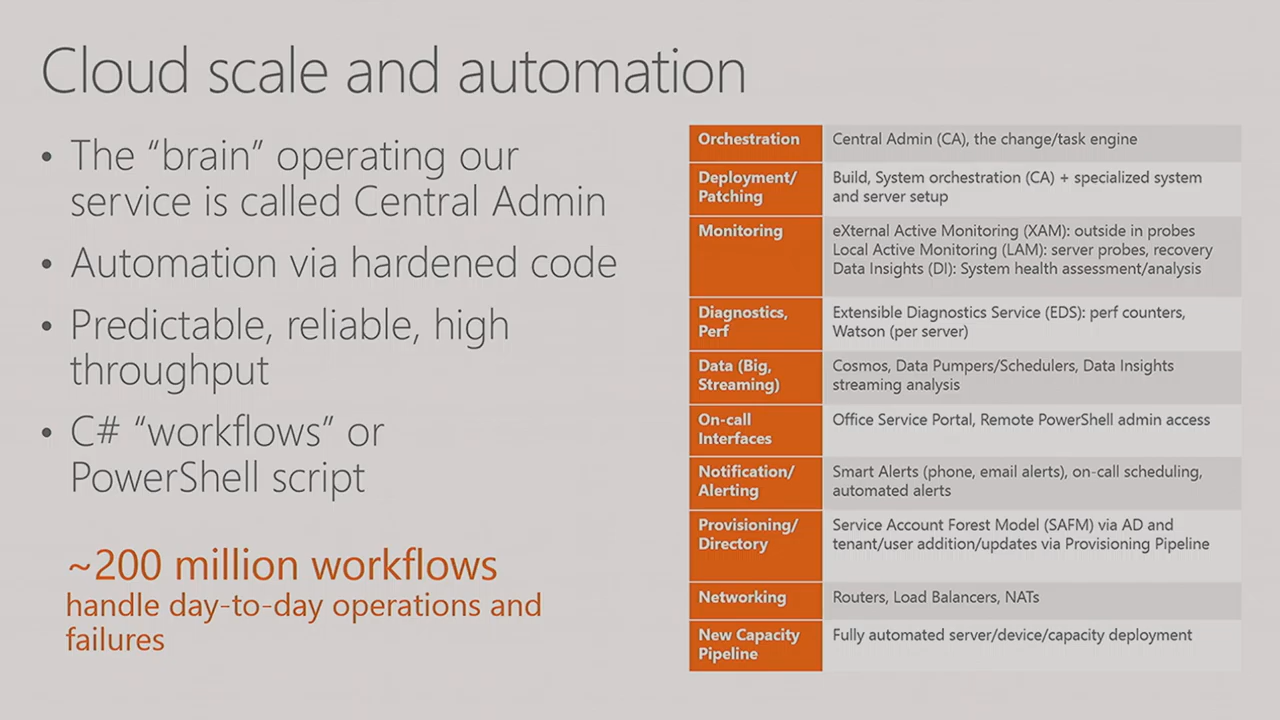 Cloud scale and automation
• The “brain” operating our
service is called Central Admin
• Automation via hardened code
• Predictable, reliable, high
throughput
• C# “workflows” or
PowerShell script
~200 million workflows
handle day-to-day operations and
failures
Orchestration
Central Admin (CA), the change/task engine
Deployment/
Patching
Build, System orchestration (CA) + specialized system
and server setup
Monitoring
eXternal Active Monitoring (XAM): outside in probes
Local Active Monitoring (LAM): server probes, recovery
Data Insights (DI): System health assessment/analysis
Diagnostics,
Perf
Extensible Diagnostics Service (EDS): perf counters,
Watson (per server)
Data (Big,
Streaming)
Cosmos, Data Pumpers/Schedulers, Data Insights
streaming analysis
On-call
Interfaces
Office Service Portal, Remote PowerShell admin access
Notification/
Alerting
Smart Alerts (phone, email alerts), on-call scheduling,
automated alerts
Provisioning/
Directory
Service Account Forest Model (SAFM) via AD and
tenant/user addition/updates via Provisioning Pipeline
Networking
Routers, Load Balancers, NATs
New Capacity
Pipeline
Fully automated server/device/capacity deployment